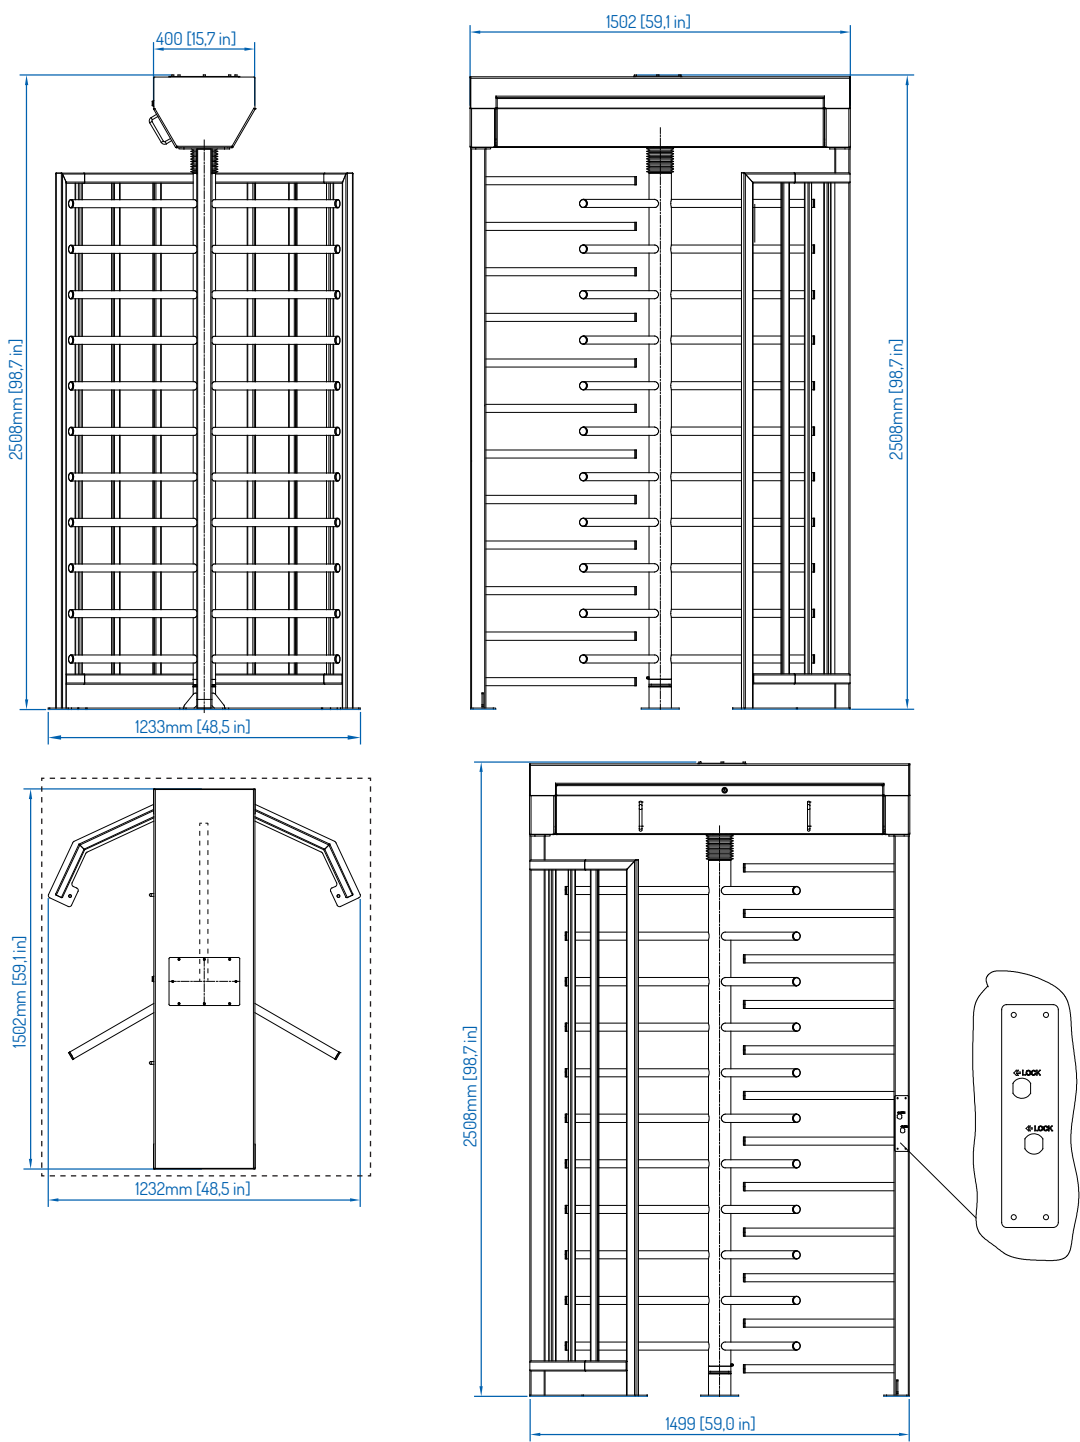 400 [15,7 in]
1502 [59,1 in]
2508mm [98,7 in]
2508mm [98,7 in]
1233mm [48,5 in]
1502mm [59,1 in]
1232mm [48,5 in]
2508mm [98,7 in]
LOCK
LOCK
1499 [59,0 in]